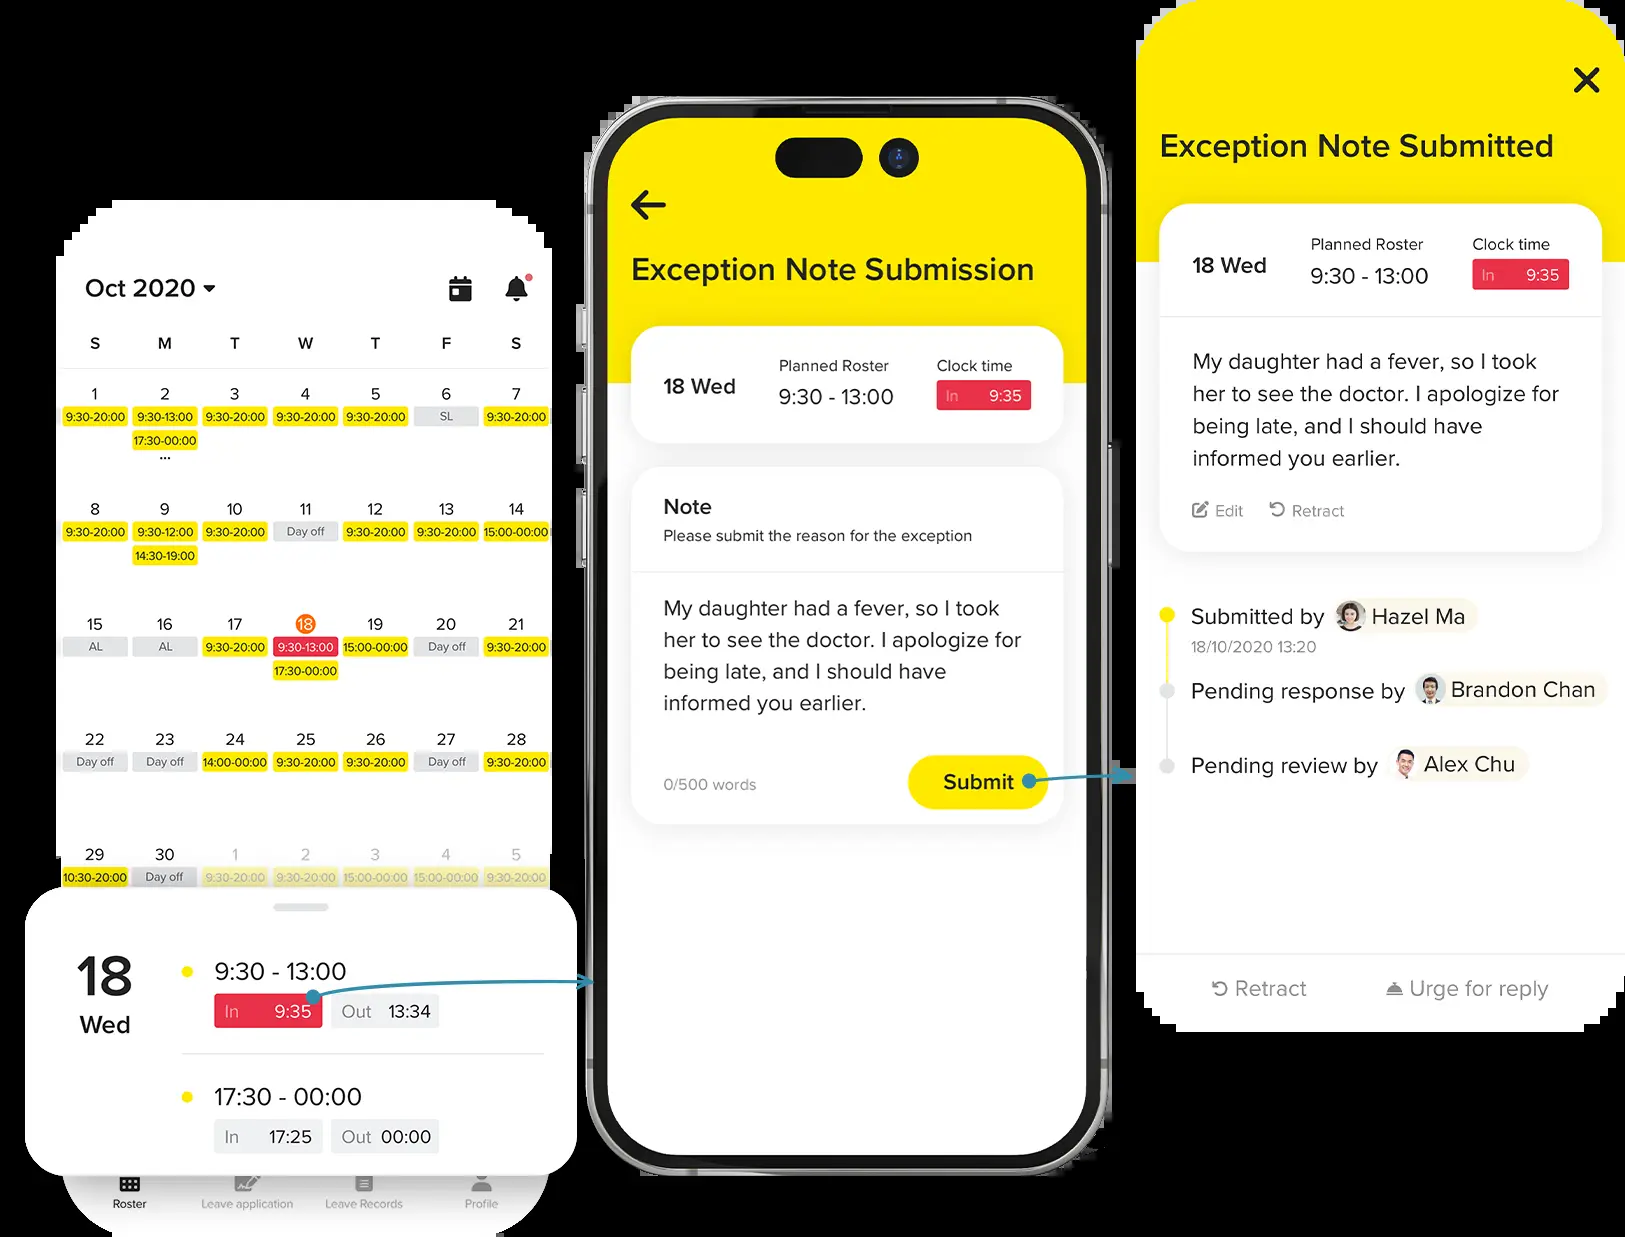 Oct 2020
S M T W T F S
1 2 3 4 5 6 7
9:30-20:00 9:30-13:00 9:30-20:00 9:30-20:00 9:30-20:00 SL 9:30-20:00
17:30-00:00
...
8 9 10 11 12 13 14
9:30-20:00 9:30-12:00 9:30-20:00 Day off 9:30-20:00 9:30-20:00 15:00-00:00
14:30-19:00
15 16 17 18 19 20 21
AL AL 9:30-20:00 9:30-13:00 15:00-00:00 Day off 9:30-20:00
17:30-00:00
22 23 24 25 26 27 28
Day off Day off 14:00-00:00 9:30-20:00 9:30-20:00 Day off 9:30-20:00
29 30 1 2 3 4 5
10:30-20:00 Day off 9:30-20:00 9:30-20:00 15:00-00:00 15:00-00:00 9:30-20:00
18
Wed
9:30 - 13:00
In 9:35 Out 13:34
17:30 - 00:00
In 17:25 Out 00:00
Roster Leave application Leave Records Profile
Exception Note Submission
18 Wed
Planned Roster
9:30 - 13:00
Clock time
In 9:35
Note
Please submit the reason for the exception
My daughter had a fever, so I took
her to see the doctor. I apologize for
being late, and I should have
informed you earlier.
0/500 words
Submit
Exception Note Submitted
18 Wed
Planned Roster
9:30 - 13:00
Clock time
In 9:35
My daughter had a fever, so I took
her to see the doctor. I apologize for
being late, and I should have
informed you earlier.
Edit Retract
Submitted by Hazel Ma
18/10/2020 13:20
Pending response by Brandon Chan
Pending review by Alex Chu
Retract Urge for reply